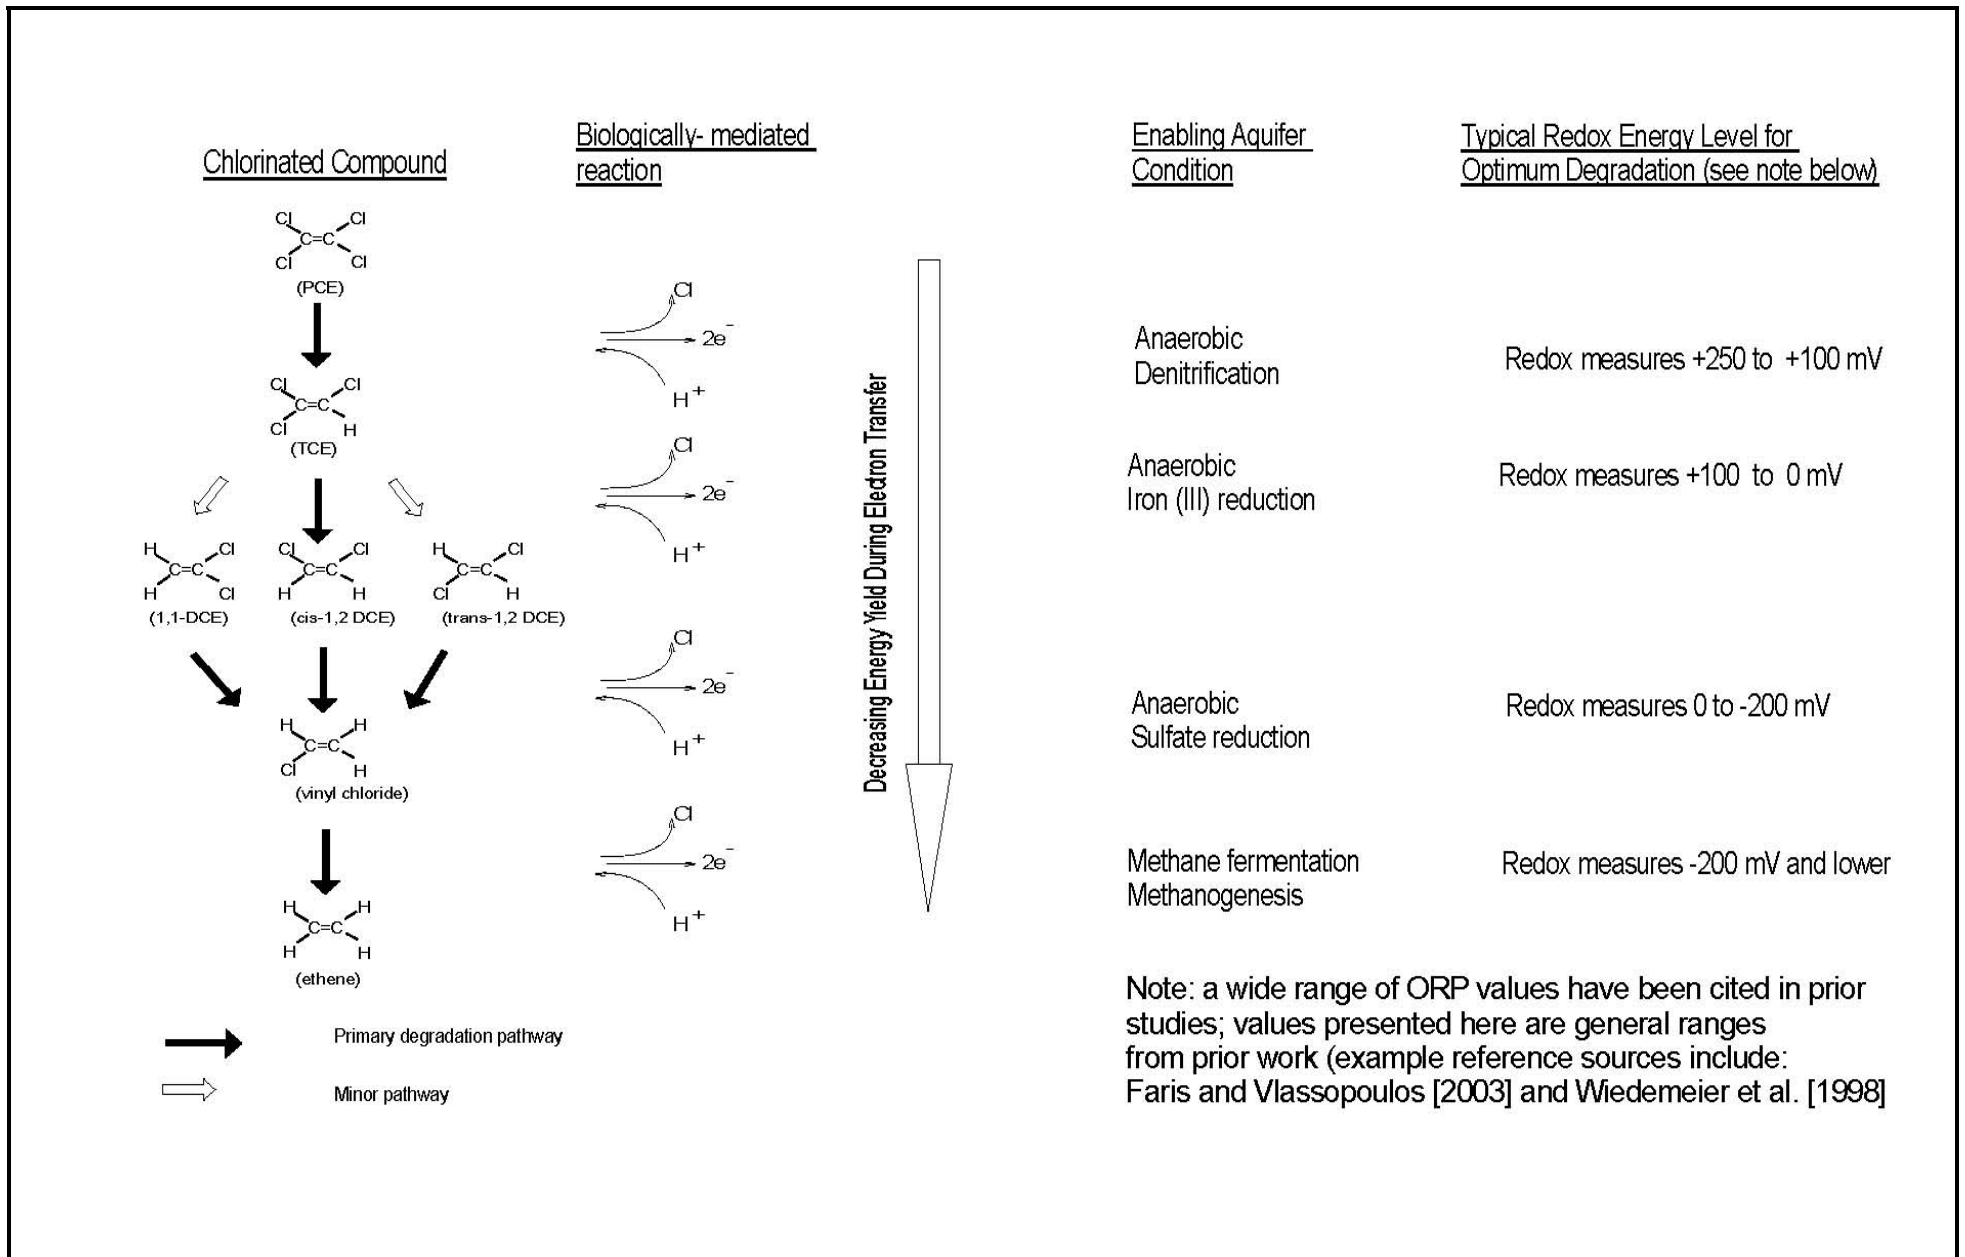 Chlorinated Compound
Biologically- mediated
reaction
Enabling Aquifer
Condition
Typical Redox Energy Level for
Optimum Degradation (see note below)
Cl Cl
C=C
Cl Cl
(PCE)
Cl
2e⁻
H⁺
Anaerobic
Denitrification
Redox measures +250 to +100 mV
Cl Cl
C=C
Cl H
(TCE)
Cl
2e⁻
H⁺
Anaerobic
Iron (III) reduction
Redox measures +100 to 0 mV
H Cl
C=C
H Cl
(1,1-DCE)
Cl Cl
C=C
H H
(cis-1,2 DCE)
H Cl
C=C
Cl H
(trans-1,2 DCE)
Cl
2e⁻
H⁺
Decreasing Energy Yield During Electron Transfer
Anaerobic
Sulfate reduction
Redox measures 0 to -200 mV
H H
C=C
Cl H
(vinyl chloride)
Cl
2e⁻
H⁺
Methane fermentation
Methanogenesis
Redox measures -200 mV and lower
H H
C=C
H H
(ethene)
Primary degradation pathway
Minor pathway
Note: a wide range of ORP values have been cited in prior
studies; values presented here are general ranges
from prior work (example reference sources include:
Faris and Vlassopoulos [2003] and Wiedemeier et al. [1998]